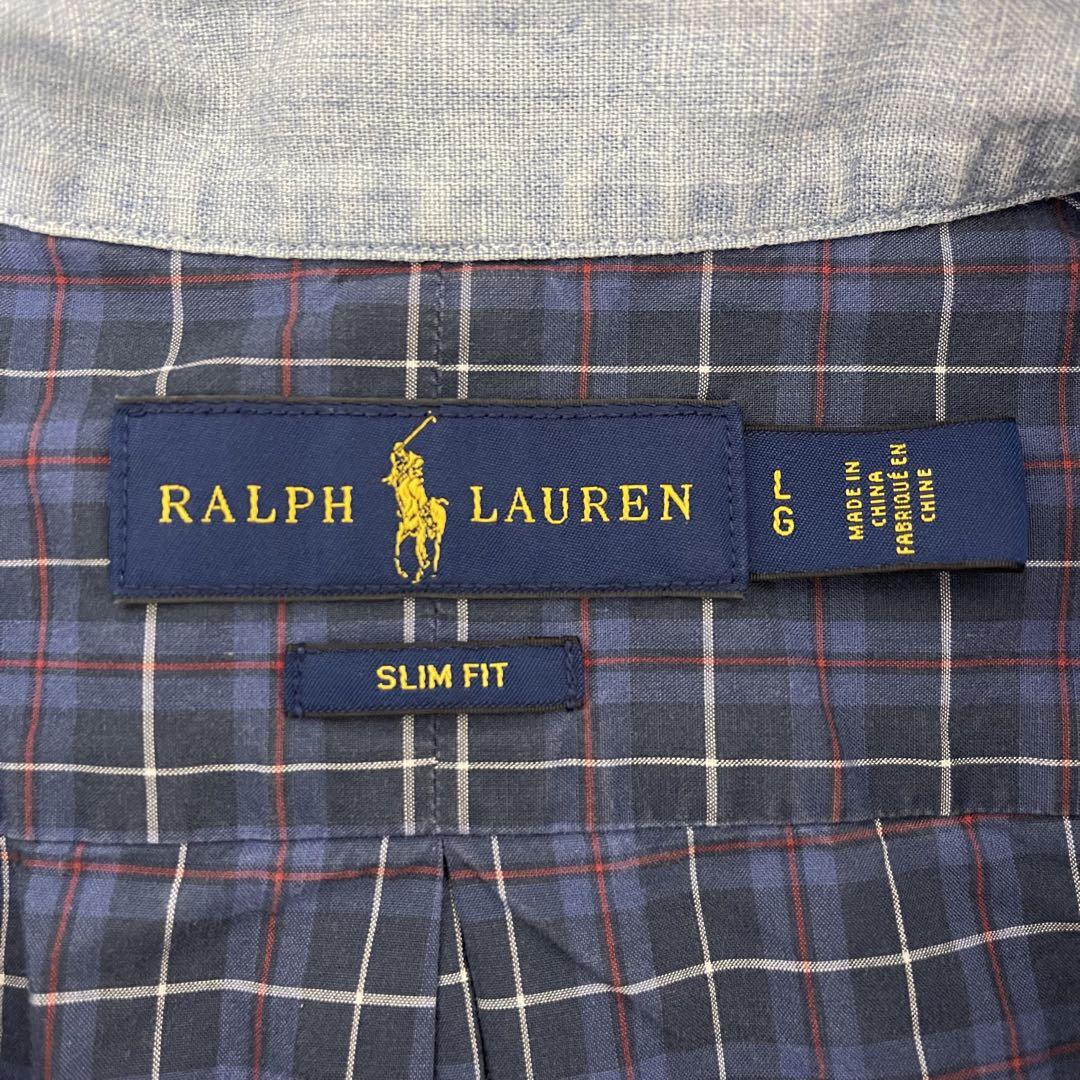 RALPH LAUREN
L
G
MADE IN
CHINA
FABRIQUÉ EN
CHINE
SLIM FIT